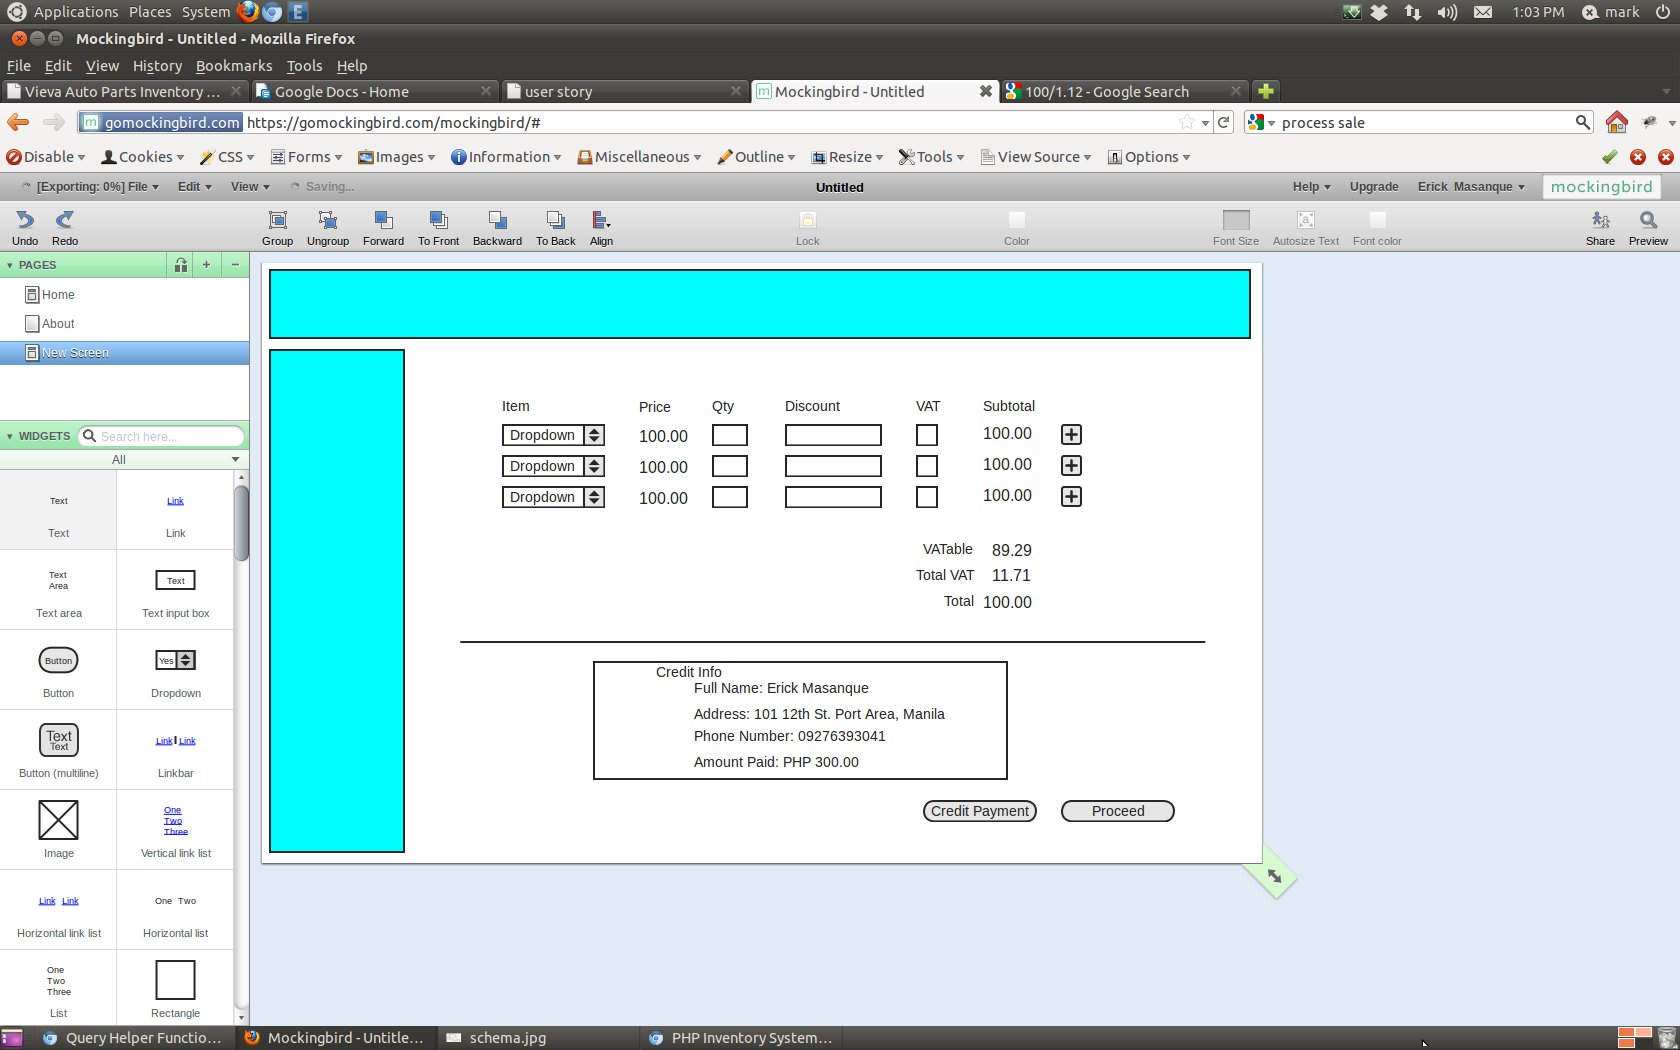 Applications Places System 1:03 PM mark
Mockingbird - Untitled - Mozilla Firefox
File Edit View History Bookmarks Tools Help
Vieva Auto Parts Inventory ... Google Docs - Home user story Mockingbird - Untitled 100/1.12 - Google Search
gomockingbird.com https://gomockingbird.com/mockingbird/# process sale
Disable Cookies CSS Forms Images Information Miscellaneous Outline Resize Tools View Source Options
[Exporting: 0%] File Edit View Saving... Untitled Help Upgrade Erick Masanque mockingbird
Undo Redo Group Ungroup Forward To Front Backward To Back Align Lock Color Font Size Autosize Text Font color Share Preview
PAGES
Home
About
New Screen
WIDGETS Search here...
All
Text Link
Text Link
Text
Area Text
Text area Text input box
Button Yes
Button Dropdown
Text
Text Link Link
Button (multiline) Linkbar
One
Two
Three
Image Vertical link list
Link Link One Two
Horizontal link list Horizontal list
One
Two
Three
List Rectangle
Item Price Qty Discount VAT Subtotal
Dropdown 100.00 100.00
Dropdown 100.00 100.00
Dropdown 100.00 100.00
VATable 89.29
Total VAT 11.71
Total 100.00
Credit Info
Full Name: Erick Masanque
Address: 101 12th St. Port Area, Manila
Phone Number: 09276393041
Amount Paid: PHP 300.00
Credit Payment Proceed
Query Helper Functio... Mockingbird - Untitle... schema.jpg PHP Inventory System...